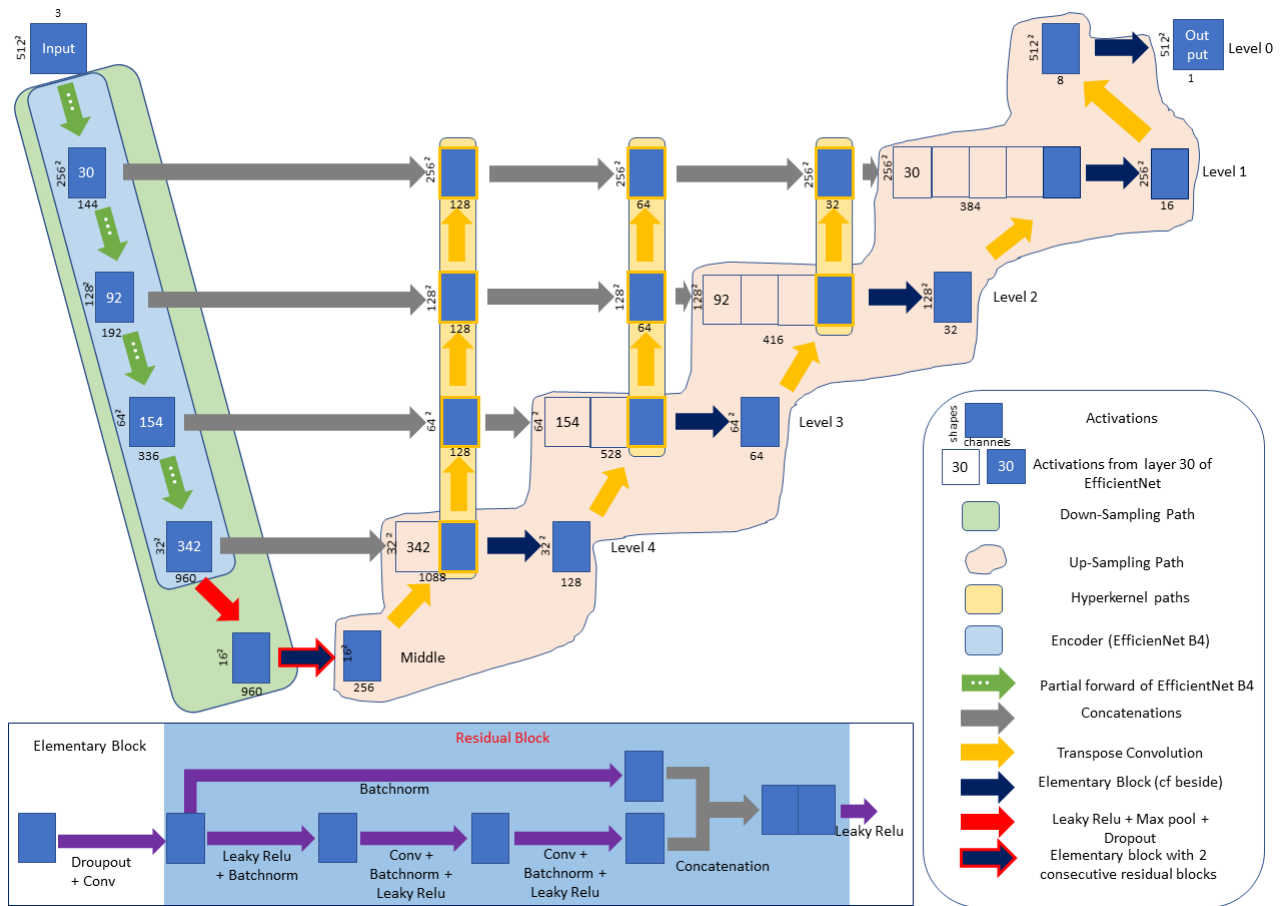 3
512²
Input
512²
8
512²
Out
put
1
Level 0
256²
30
144
256²
128
256²
64
256²
32
256²
30
384
256²
16
Level 1
128²
92
192
128²
128
128²
64
128²
92
416
128²
32
Level 2
64²
154
336
64²
128
64²
154
528
64²
64
Level 3
32²
342
960
32²
342
1088
32²
128
Level 4
16²
960
16²
256
Middle
shapes
channels
Activations
30
30
Activations from layer 30 of
EfficientNet
Down-Sampling Path
Up-Sampling Path
Hyperkernel paths
Encoder (EfficienNet B4)
Partial forward of EfficientNet B4
Concatenations
Transpose Convolution
Elementary Block (cf beside)
Leaky Relu + Max pool +
Dropout
Elementary block with 2
consecutive residual blocks
Elementary Block
Residual Block
Batchnorm
Droupout
+ Conv
Leaky Relu
+ Batchnorm
Conv +
Batchnorm +
Leaky Relu
Conv +
Batchnorm +
Leaky Relu
Concatenation
Leaky Relu